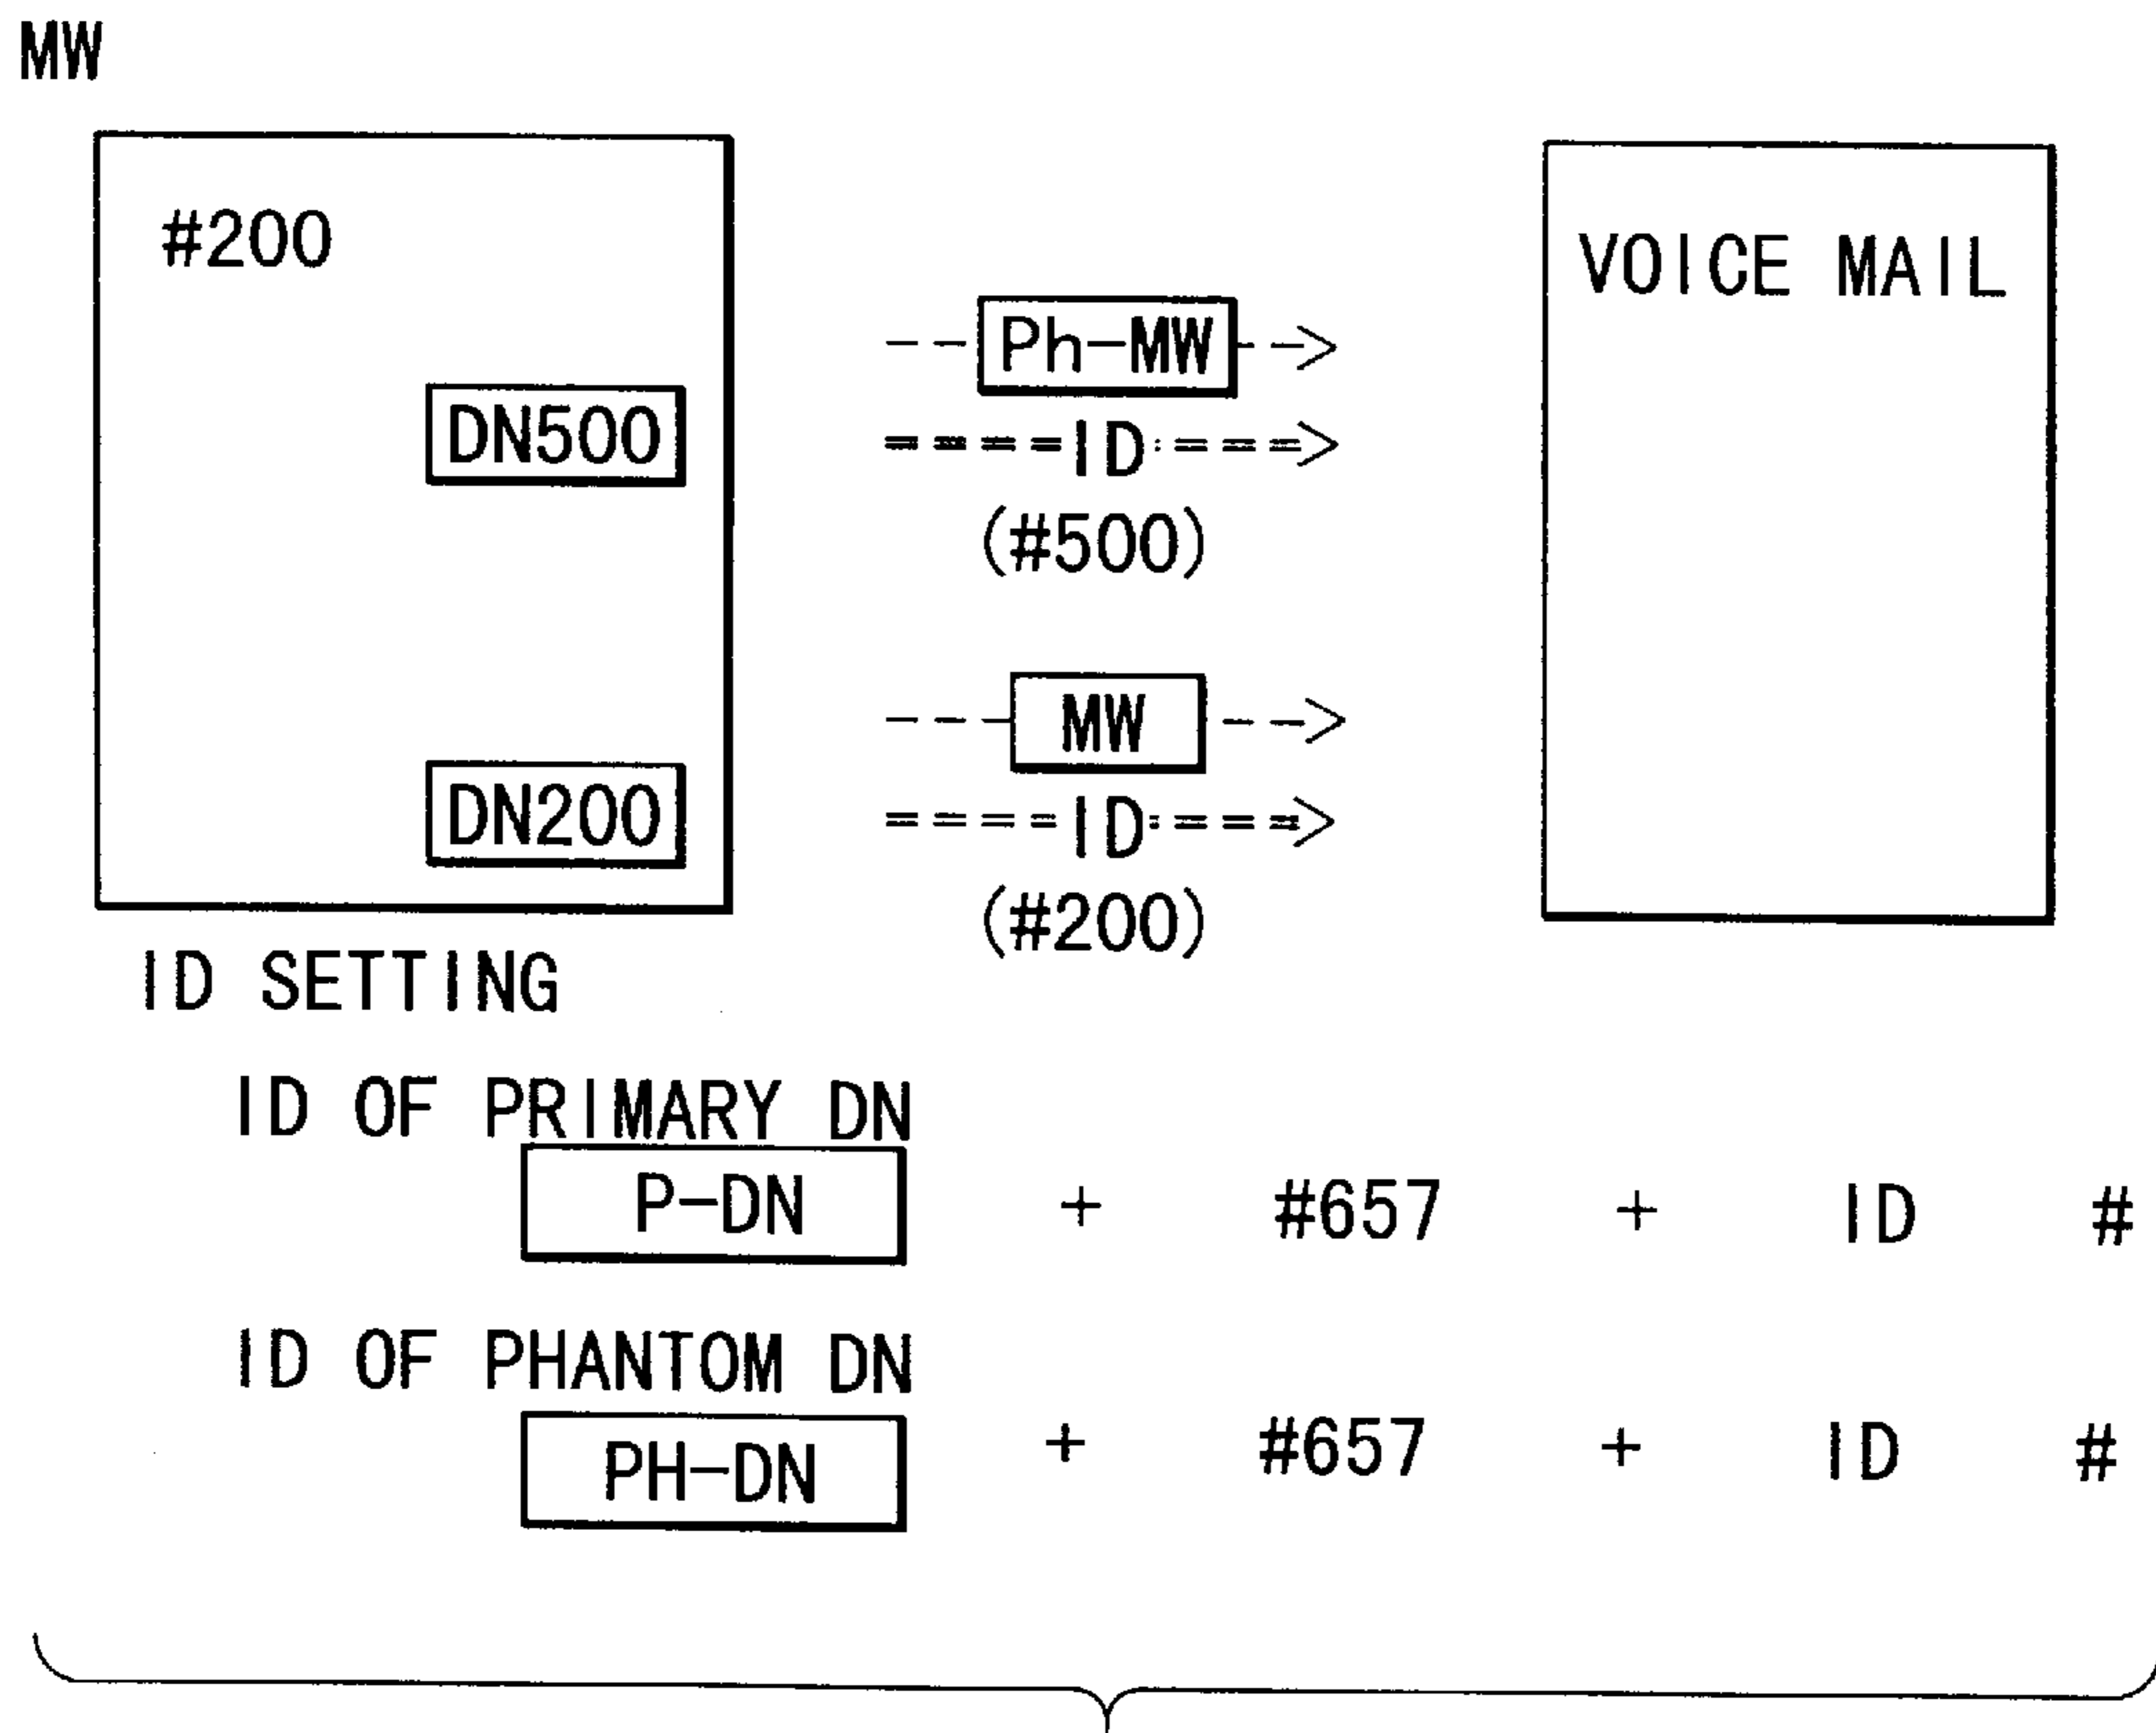 MW
#200
VOICE MAIL
Ph-MW
DN500
ID
(#500)
MW
DN200
ID
(#200)
ID SETTING
ID OF PRIMARY DN
P-DN + #657 + ID #
ID OF PHANTOM DN
PH-DN + #657 + ID #